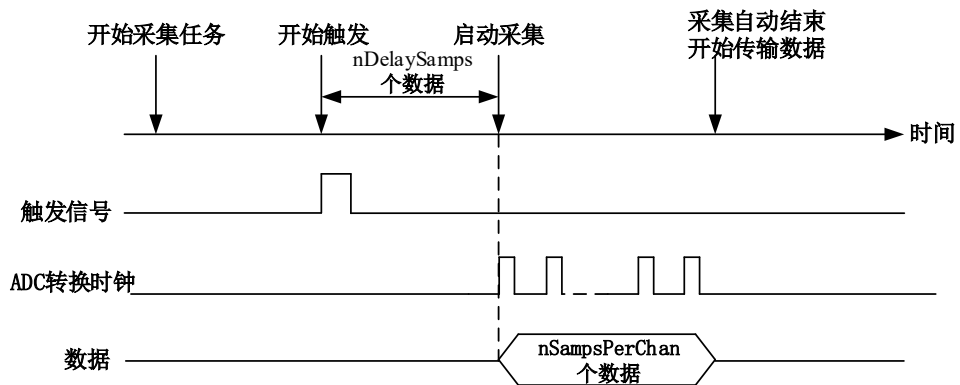 开始采集任务
开始触发
启动采集
采集自动结束
开始传输数据
nDelaySamps
个数据
时间
触发信号
ADC转换时钟
数据
nSampsPerChan
个数据